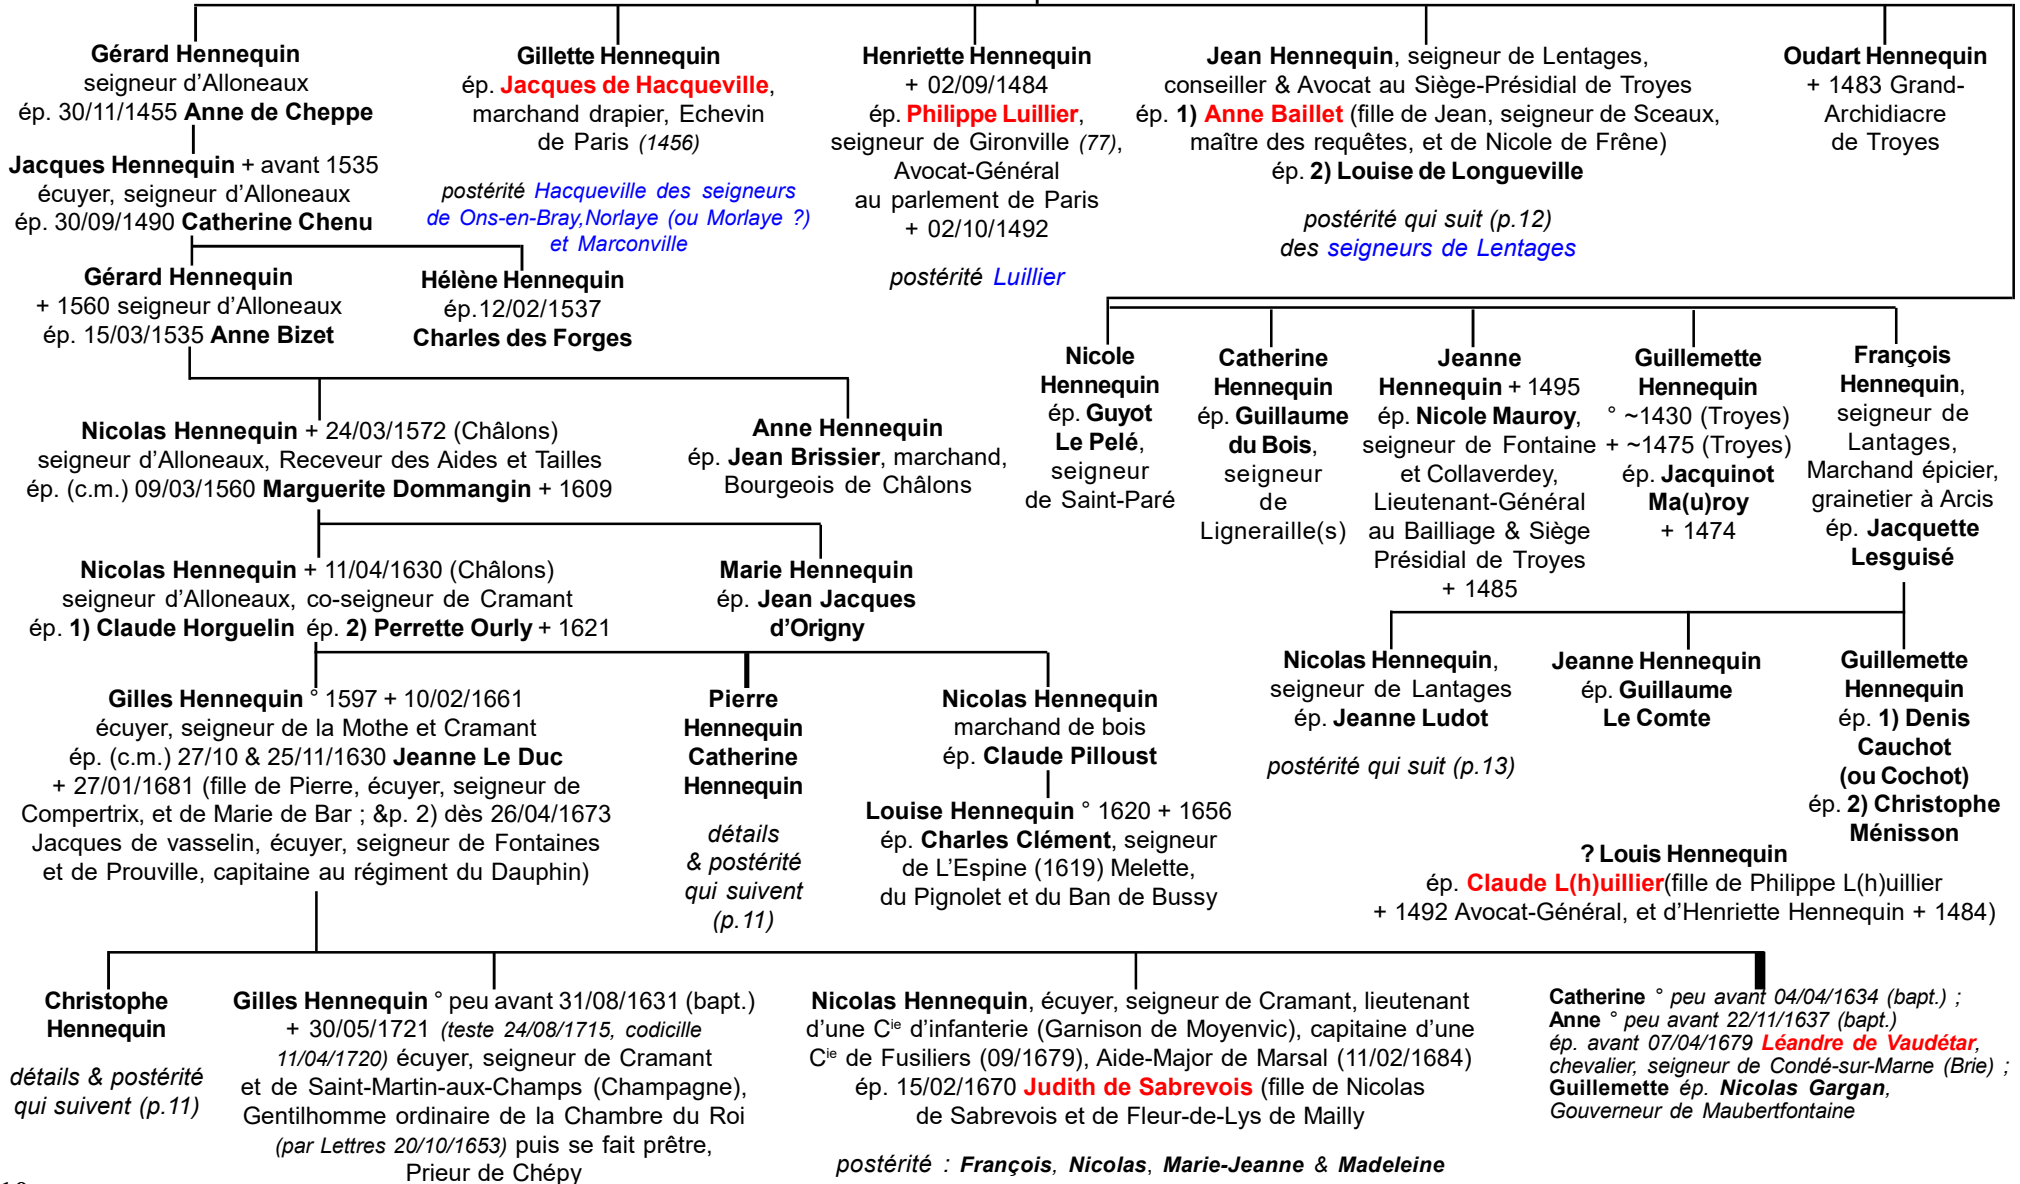 Gérard Hennequin
seigneur d'Alloneaux
ép. 30/11/1455 Anne de Cheppe
Gillette Hennequin
ép. Jacques de Hacqueville,
marchand drapier, Echevin
de Paris (1456)
postérité Hacqueville des seigneurs
de Ons-en-Bray,Norlaye (ou Morlaye ?)
et Marconville
Henriette Hennequin
+ 02/09/1484
ép. Philippe Luillier,
seigneur de Gironville (77),
Avocat-Général
au parlement de Paris
+ 02/10/1492
postérité Luillier
Jean Hennequin, seigneur de Lentages,
conseiller & Avocat au Siège-Présidial de Troyes
ép. 1) Anne Baillet (fille de Jean, seigneur de Sceaux,
maître des requêtes, et de Nicole de Frêne)
ép. 2) Louise de Longueville
postérité qui suit (p.12)
des seigneurs de Lentages
Oudart Hennequin
+ 1483 Grand-
Archidiacre
de Troyes
Jacques Hennequin + avant 1535
écuyer, seigneur d'Alloneaux
ép. 30/09/1490 Catherine Chenu
Gérard Hennequin
+ 1560 seigneur d'Alloneaux
ép. 15/03/1535 Anne Bizet
Hélène Hennequin
ép.12/02/1537
Charles des Forges
Nicole
Hennequin
ép. Guyot
Le Pelé,
seigneur
de Saint-Paré
Catherine
Hennequin
ép. Guillaume
du Bois,
seigneur
de
Ligneraille(s)
Jeanne
Hennequin + 1495
ép. Nicole Mauroy,
seigneur de Fontaine
et Collaverdey,
Lieutenant-Général
au Bailliage & Siège
Présidial de Troyes
+ 1485
Guillemette
Hennequin
° ~1430 (Troyes)
+ ~1475 (Troyes)
ép. Jacquinot
Ma(u)roy
+ 1474
François
Hennequin,
seigneur de
Lantages,
Marchand épicier,
grainetier à Arcis
ép. Jacquette
Lesguisé
Nicolas Hennequin + 24/03/1572 (Châlons)
seigneur d'Alloneaux, Receveur des Aides et Tailles
ép. (c.m.) 09/03/1560 Marguerite Dommangin + 1609
Anne Hennequin
ép. Jean Brissier, marchand,
Bourgeois de Châlons
Nicolas Hennequin + 11/04/1630 (Châlons)
seigneur d'Alloneaux, co-seigneur de Cramant
ép. 1) Claude Horguelin ép. 2) Perrette Ourly + 1621
Marie Hennequin
ép. Jean Jacques
d'Origny
Nicolas Hennequin,
seigneur de Lantages
ép. Jeanne Ludot
postérité qui suit (p.13)
Jeanne Hennequin
ép. Guillaume
Le Comte
Guillemette
Hennequin
ép. 1) Denis
Cauchot
(ou Cochot)
ép. 2) Christophe
Ménisson
Gilles Hennequin ° 1597 + 10/02/1661
écuyer, seigneur de la Mothe et Cramant
ép. (c.m.) 27/10 & 25/11/1630 Jeanne Le Duc
+ 27/01/1681 (fille de Pierre, écuyer, seigneur de
Compertrix, et de Marie de Bar ; &p. 2) dès 26/04/1673
Jacques de vasselin, écuyer, seigneur de Fontaines
et de Prouville, capitaine au régiment du Dauphin)
Pierre
Hennequin
Catherine
Hennequin
détails
& postérité
qui suivent
(p.11)
Nicolas Hennequin
marchand de bois
ép. Claude Pilloust
Louise Hennequin ° 1620 + 1656
ép. Charles Clément, seigneur
de L'Espine (1619) Melette,
du Pignolet et du Ban de Bussy
? Louis Hennequin
ép. Claude L(h)uillier(fille de Philippe L(h)uillier
+ 1492 Avocat-Général, et d'Henriette Hennequin + 1484)
Christophe
Hennequin
détails & postérité
qui suivent (p.11)
Gilles Hennequin ° peu avant 31/08/1631 (bapt.)
+ 30/05/1721 (teste 24/08/1715, codicille
11/04/1720) écuyer, seigneur de Cramant
et de Saint-Martin-aux-Champs (Champagne),
Gentilhomme ordinaire de la Chambre du Roi
(par Lettres 20/10/1653) puis se fait prêtre,
Prieur de Chépy
Nicolas Hennequin, écuyer, seigneur de Cramant, lieutenant
d'une Cie d'infanterie (Garnison de Moyenvic), capitaine d'une
Cie de Fusiliers (09/1679), Aide-Major de Marsal (11/02/1684)
ép. 15/02/1670 Judith de Sabrevois (fille de Nicolas
de Sabrevois et de Fleur-de-Lys de Mailly
postérité : François, Nicolas, Marie-Jeanne & Madeleine
Catherine ° peu avant 04/04/1634 (bapt.) ;
Anne ° peu avant 22/11/1637 (bapt.)
ép. avant 07/04/1679 Léandre de Vaudétar,
chevalier, seigneur de Condé-sur-Marne (Brie) ;
Guillemette ép. Nicolas Gargan,
Gouverneur de Maubertfontaine